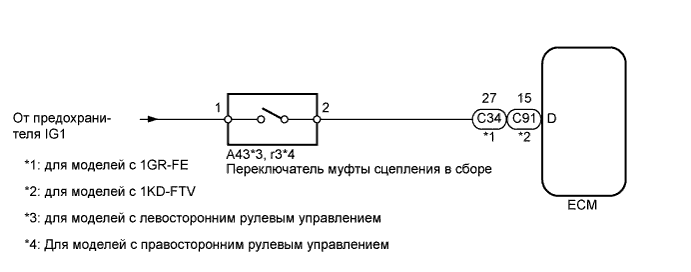 27 15
1 2
От предохрани-
теля IG1
C34 C91 D
*1 *2
A43*3, r3*4
Переключатель муфты сцепления в сборе
*1: для моделей с 1GR-FE
*2: для моделей с 1KD-FTV
ECM
*3: для моделей с левосторонним рулевым управлением
*4: Для моделей с правосторонним рулевым управлением